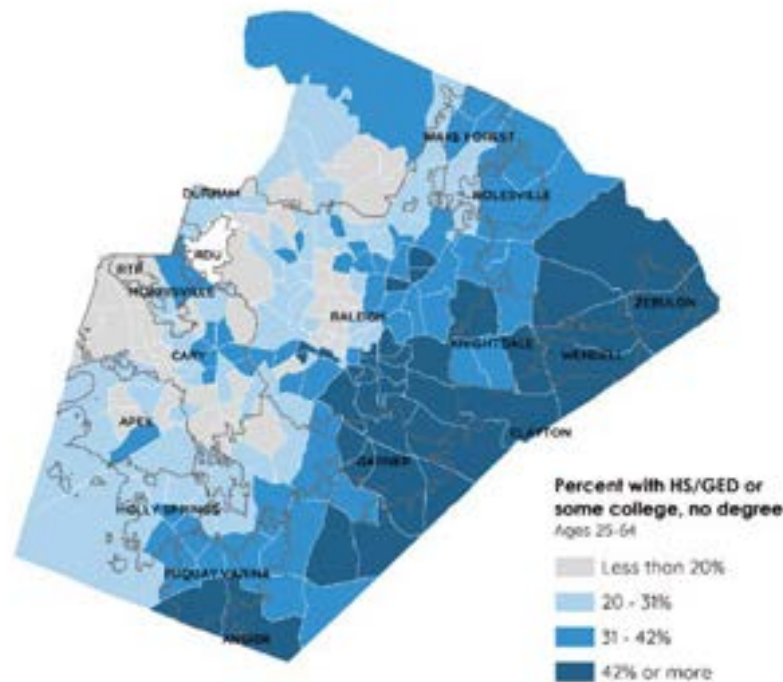 WAKE FOREST
ROLESVILLE
DURHAM
RDU
RTP
MORRISVILLE
RALEIGH
ZEBULON
CARY
KNIGHTDALE
WENDELL
APEX
CLAYTON
GARNER
HOLLY SPRINGS
FUQUAY VARINA
ANGIER
Percent with HS/GED or
some college, no degree
Ages 25-64
Less than 20%
20 - 31%
31 - 42%
42% or more